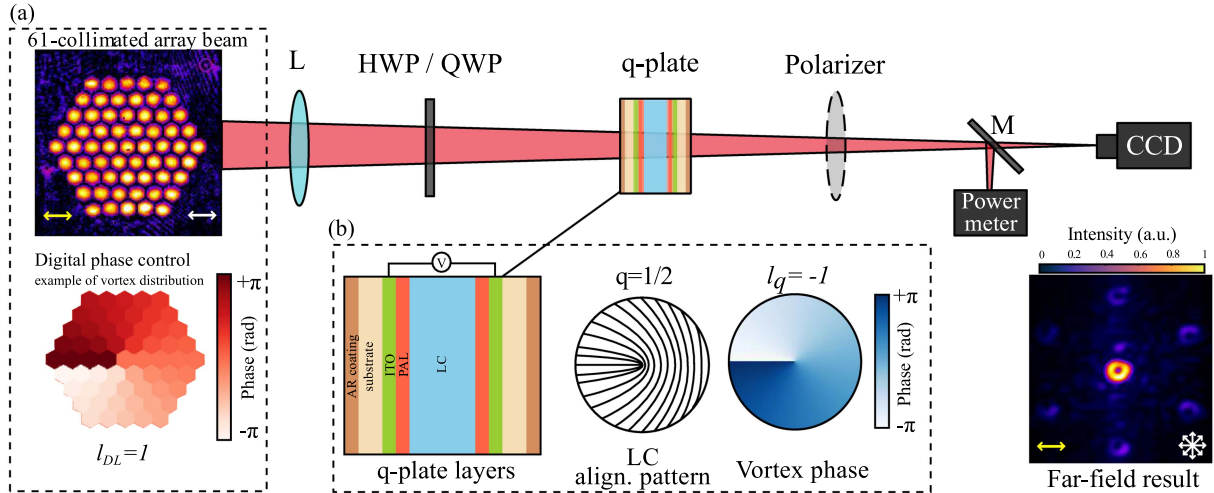 (a)
61-collimated array beam
L
HWP / QWP
q-plate
Polarizer
M
CCD
Power
meter
Digital phase control
example of vortex distribution
+π
Phase (rad)
-π
l_{DL}=1
(b)
V
AR coating
substrate
ITO
PAL
LC
q-plate layers
q=1/2
LC
align. pattern
l_q= -1
+π
Phase (rad)
-π
Vortex phase
Intensity (a.u.)
0 0.2 0.4 0.6 0.8 1
Far-field result